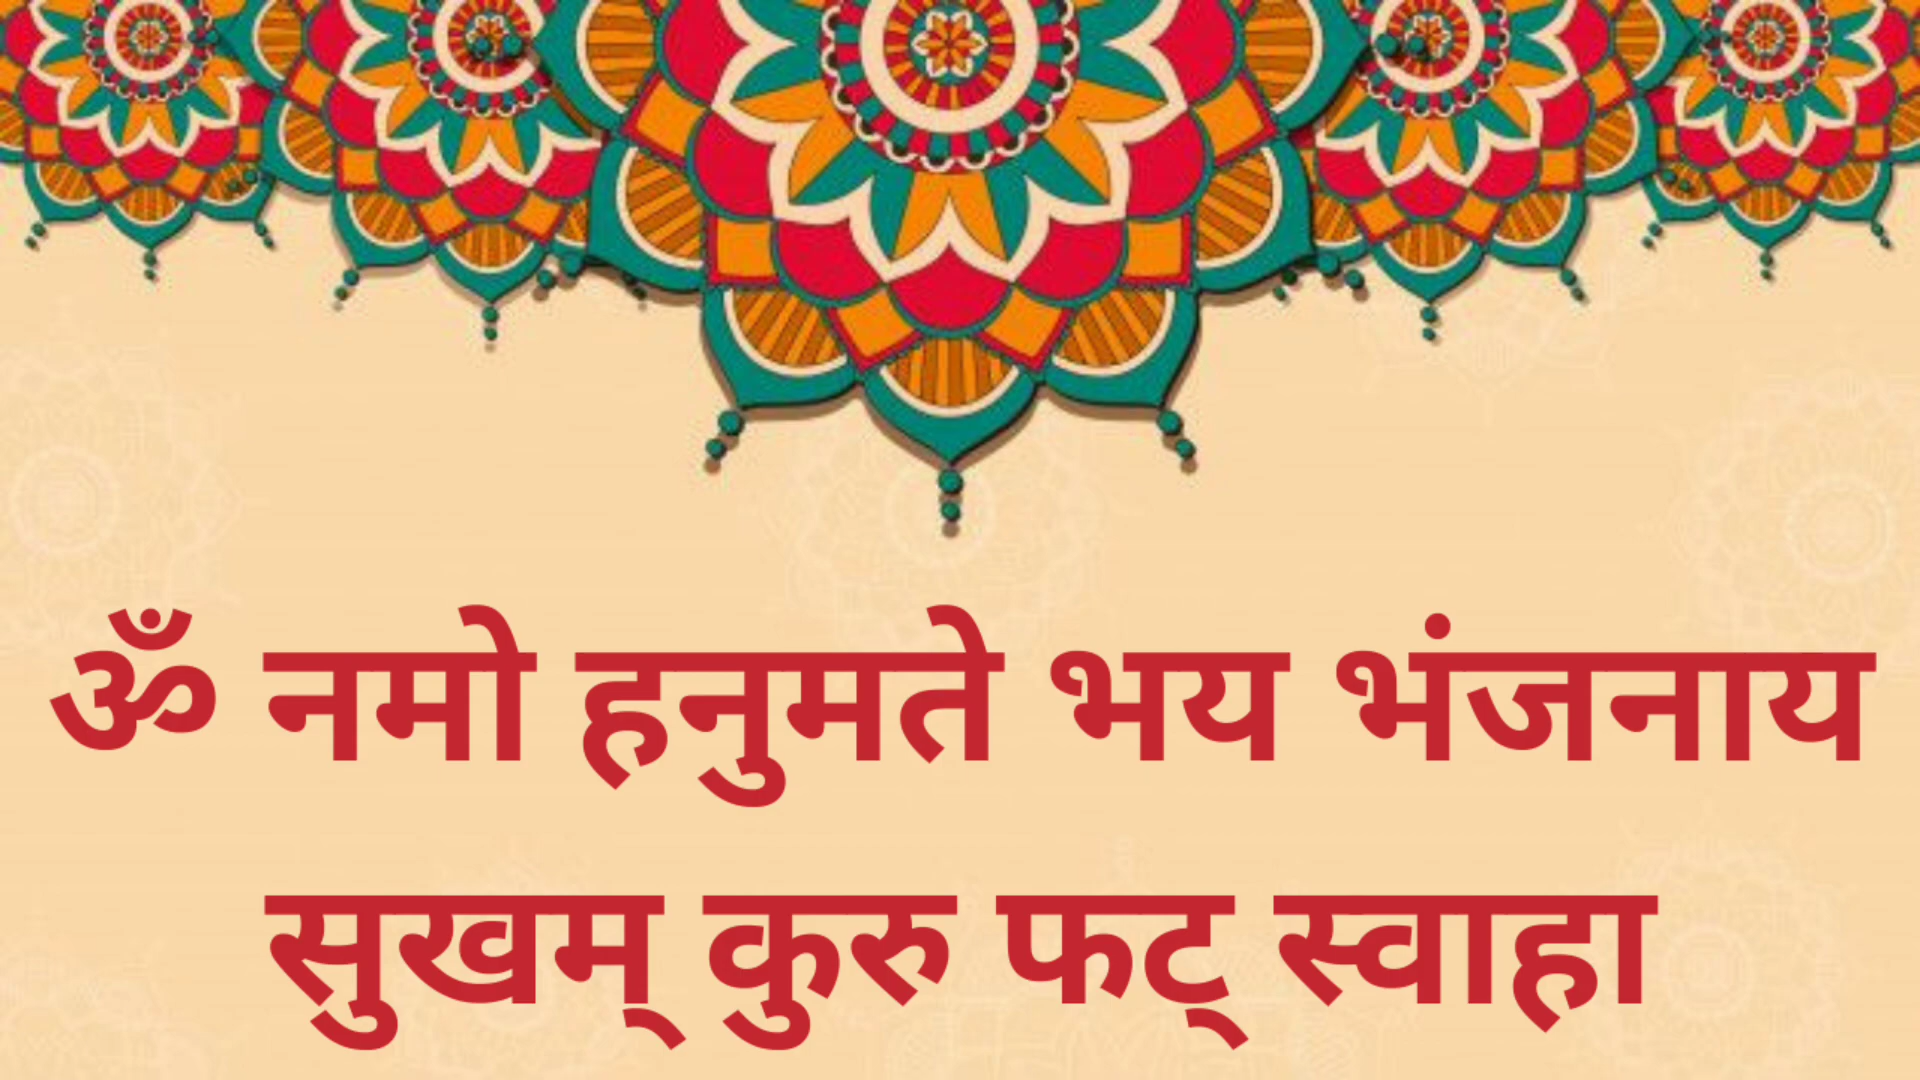 ॐ नमो हनुमते भय भंजनाय
सुखम् कुरु फट् स्वाहा